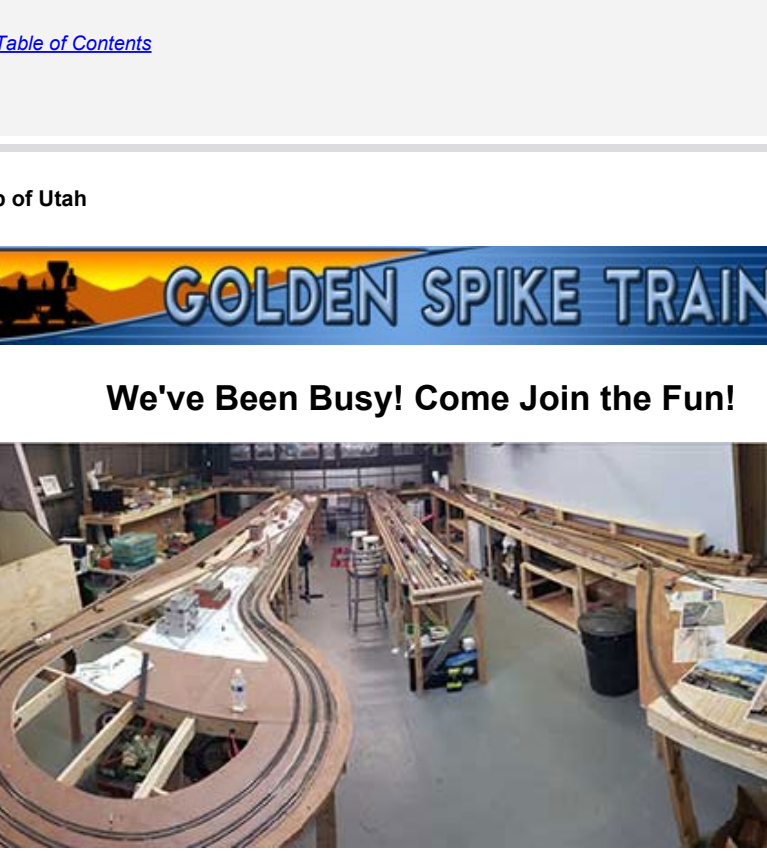 Table of Contents
of Utah
GOLDEN SPIKE TRAIN
We've Been Busy! Come Join the Fun!